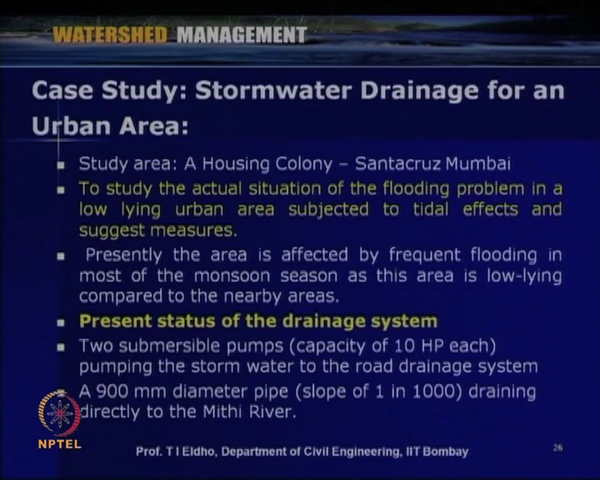 WATERSHED MANAGEMENT
Case Study: Stormwater Drainage for an
Urban Area:
Study area: A Housing Colony – Santacruz Mumbai
To study the actual situation of the flooding problem in a
low lying urban area subjected to tidal effects and
suggest measures.
Presently the area is affected by frequent flooding in
most of the monsoon season as this area is low-lying
compared to the nearby areas.
Present status of the drainage system
Two submersible pumps (capacity of 10 HP each)
pumping the storm water to the road drainage system
A 900 mm diameter pipe (slope of 1 in 1000) draining
directly to the Mithi River.
NPTEL
Prof. T I Eldho, Department of Civil Engineering, IIT Bombay
26